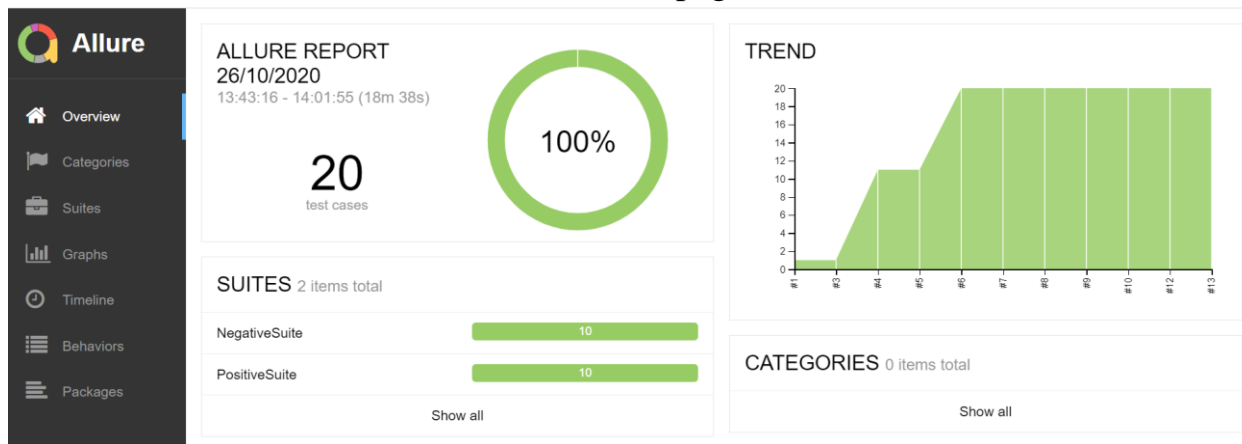 Allure
Overview
Categories
Suites
Graphs
Timeline
Behaviors
Packages
ALLURE REPORT
26/10/2020
13:43:16 - 14:01:55 (18m 38s)
20
test cases
100%
SUITES 2 items total
NegativeSuite 10
PositiveSuite 10
Show all
TREND
20
18
16
14
12
10
8
6
4
2
0
#1 #3 #4 #5 #6 #7 #8 #9 #10 #12 #13
CATEGORIES 0 items total
Show all